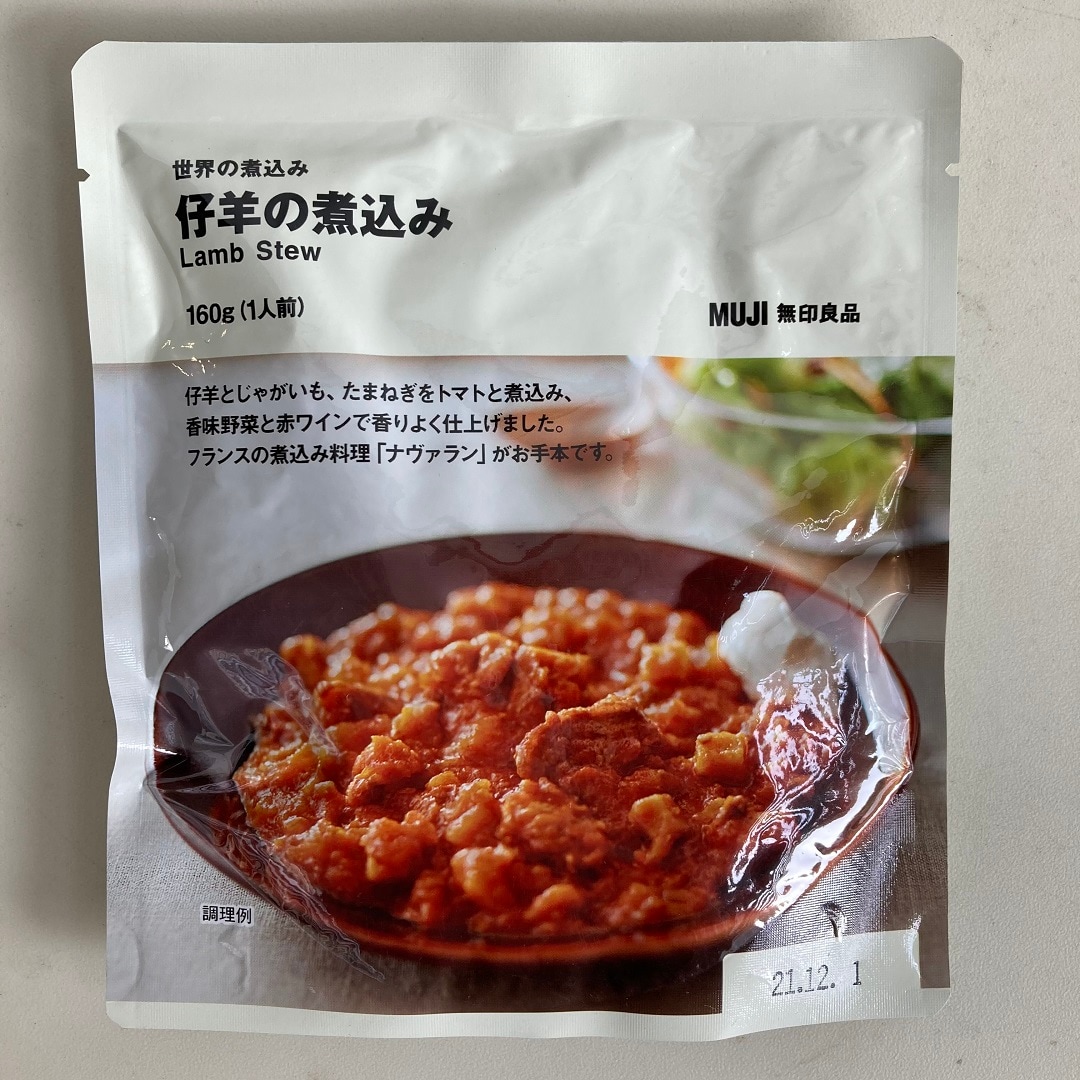 世界の煮込み
仔羊の煮込み
Lamb Stew
160g(1人前)
MUJI 無印良品
仔羊とじゃがいも、たまねぎをトマトと煮込み、
香味野菜と赤ワインで香りよく仕上げました。
フランスの煮込み料理「ナヴァラン」がお手本です。
調理例
21.12. 1